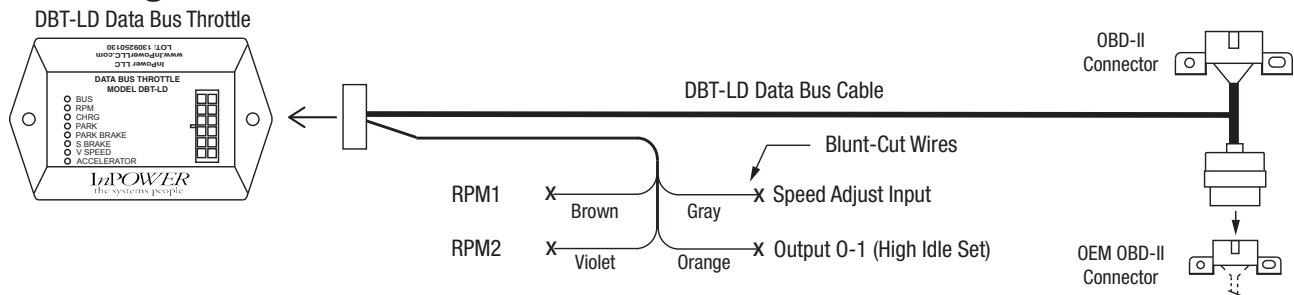 DBT-LD Data Bus Throttle
InPower LLC
www.InPowerLLC.com
LOT: 1309250130
DATA BUS THROTTLE
MODEL DBT-LD
BUS
RPM
CHRG
PARK
PARK BRAKE
S BRAKE
V SPEED
ACCELERATOR
InPOWER
the systems people
DBT-LD Data Bus Cable
OBD-II
Connector
Blunt-Cut Wires
RPM1
X
Brown
Gray
X Speed Adjust Input
RPM2
X
Violet
Orange
X Output O-1 (High Idle Set)
OEM OBD-II
Connector